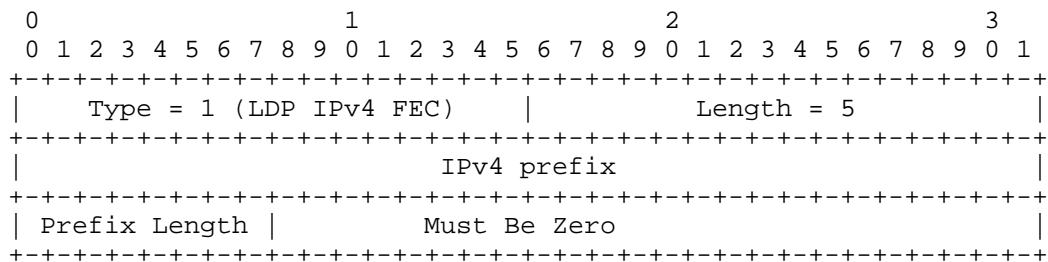 0                   1                   2                   3
 0 1 2 3 4 5 6 7 8 9 0 1 2 3 4 5 6 7 8 9 0 1 2 3 4 5 6 7 8 9 0 1
+-+-+-+-+-+-+-+-+-+-+-+-+-+-+-+-+-+-+-+-+-+-+-+-+-+-+-+-+-+-+-+-+
|    Type = 1 (LDP IPv4 FEC)    |          Length = 5           |
+-+-+-+-+-+-+-+-+-+-+-+-+-+-+-+-+-+-+-+-+-+-+-+-+-+-+-+-+-+-+-+-+
|                          IPv4 prefix                          |
+-+-+-+-+-+-+-+-+-+-+-+-+-+-+-+-+-+-+-+-+-+-+-+-+-+-+-+-+-+-+-+-+
| Prefix Length |         Must Be Zero                          |
+-+-+-+-+-+-+-+-+-+-+-+-+-+-+-+-+-+-+-+-+-+-+-+-+-+-+-+-+-+-+-+-+